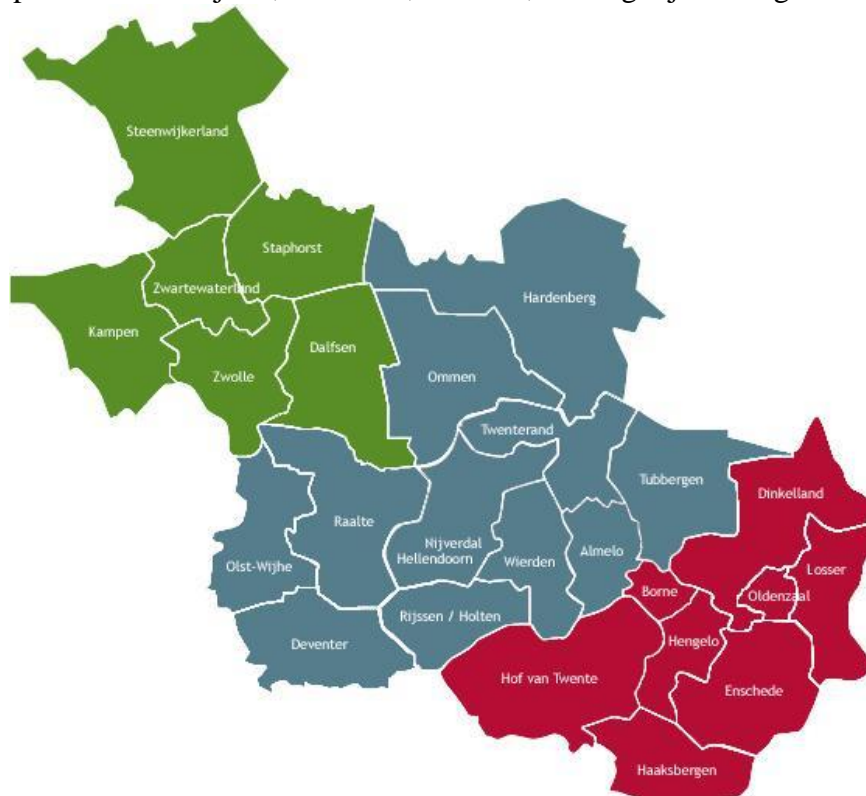 Steenwijkerland
Staphorst
Zwartewaterland
Hardenberg
Kampen
Dalfsen
Zwolle
Ommen
Twenterand
Tubbergen
Dinkelland
Raalte
Nijverdal
Hellendoorn
Wierden
Almelo
Olst-Wijhe
Losser
Borne
Oldenzaal
Rijssen / Holten
Deventer
Hengelo
Hof van Twente
Enschede
Haaksbergen